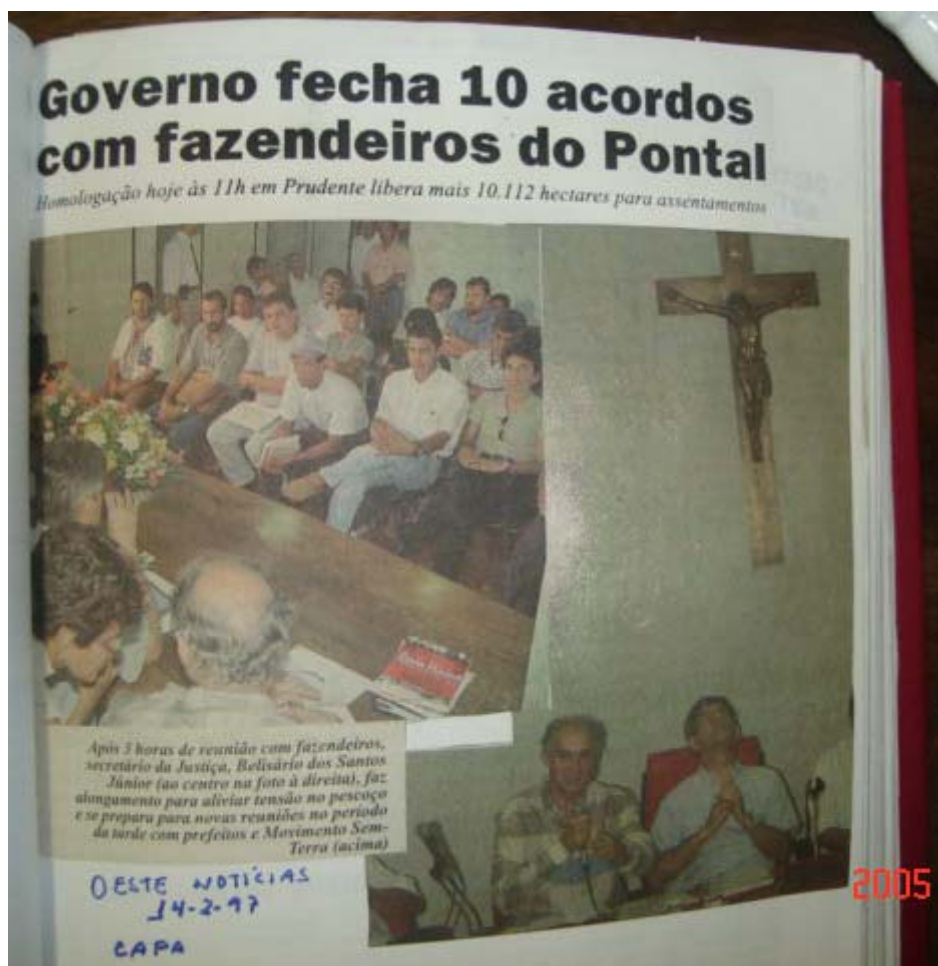 Governo fecha 10 acordos
com fazendeiros do Pontal
Homologação hoje às 11h em Prudente libera mais 10.112 hectares para assentamentos
Após 3 horas de reunião com fazendeiros,
secretário da Justiça, Belisário dos Santos
Júnior (ao centro na foto à direita), faz
alongamento para aliviar tensão no pescoço
e se prepara para novas reuniões no período
da tarde com prefeitos e Movimento Sem-
Terra (acima)
OESTE NOTÍCIAS
14-2-97
CAPA
2005